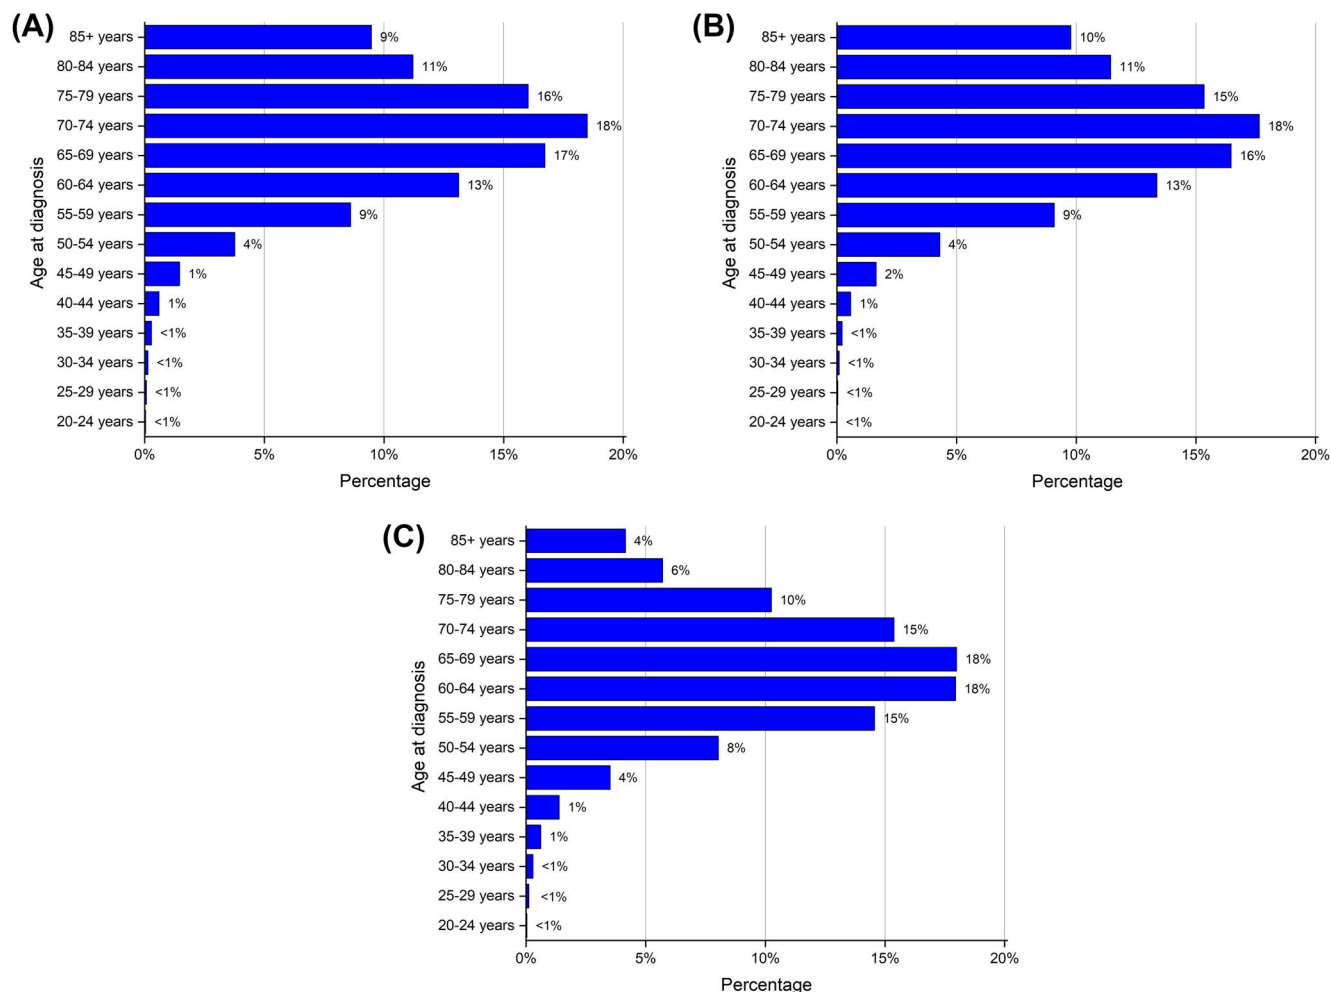 (A)
85+ years 9%
80-84 years 11%
75-79 years 16%
70-74 years 18%
65-69 years 17%
60-64 years 13%
55-59 years 9%
50-54 years 4%
45-49 years 1%
40-44 years 1%
35-39 years <1%
30-34 years <1%
25-29 years <1%
20-24 years <1%
Age at diagnosis
0% 5% 10% 15% 20%
Percentage
(B)
85+ years 10%
80-84 years 11%
75-79 years 15%
70-74 years 18%
65-69 years 16%
60-64 years 13%
55-59 years 9%
50-54 years 4%
45-49 years 2%
40-44 years 1%
35-39 years <1%
30-34 years <1%
25-29 years <1%
20-24 years <1%
Age at diagnosis
0% 5% 10% 15% 20%
Percentage
(C)
85+ years 4%
80-84 years 6%
75-79 years 10%
70-74 years 15%
65-69 years 18%
60-64 years 18%
55-59 years 15%
50-54 years 8%
45-49 years 4%
40-44 years 1%
35-39 years 1%
30-34 years <1%
25-29 years <1%
20-24 years <1%
Age at diagnosis
0% 5% 10% 15% 20%
Percentage